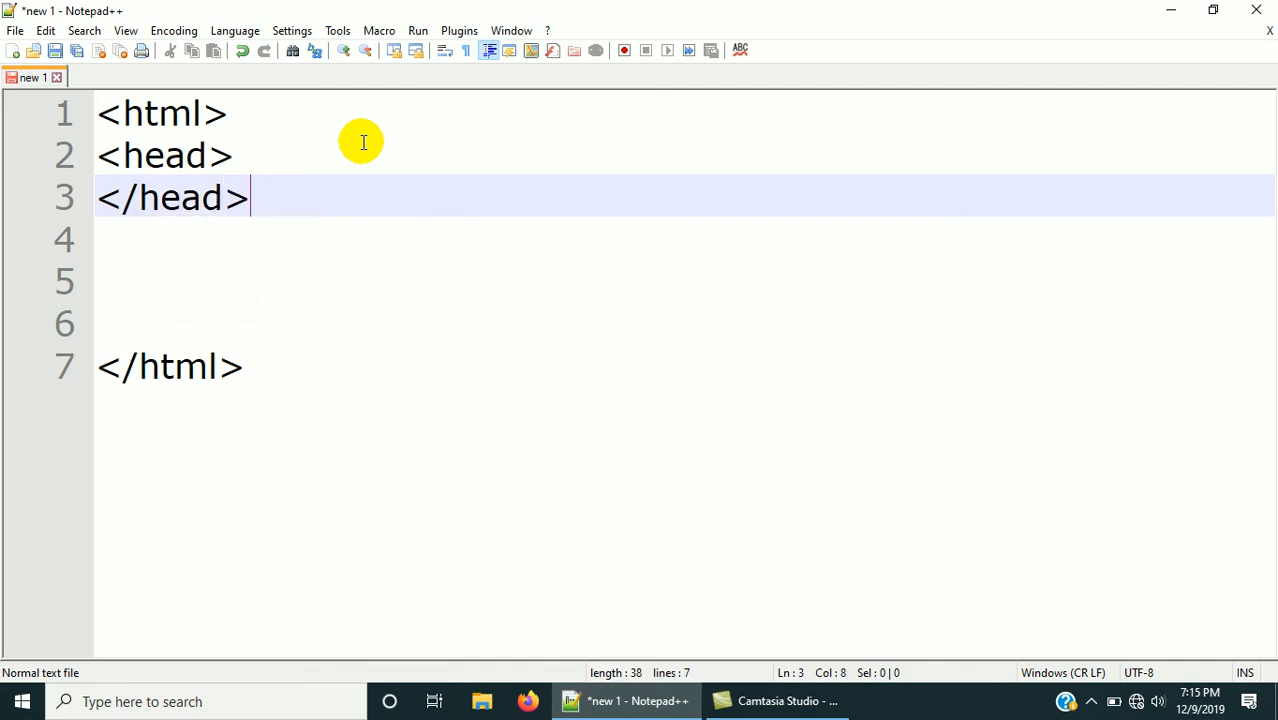 *new 1 - Notepad++
File Edit Search View Encoding Language Settings Tools Macro Run Plugins Window ? X
ABC
new 1
1 <html>
2 <head>
3 </head>
4
5
6
7 </html>
Normal text file length : 38 lines : 7 Ln : 3 Col : 8 Sel : 0 | 0 Windows (CR LF) UTF-8 INS
Type here to search *new 1 - Notepad++ Camtasia Studio - ... 7:15 PM
12/9/2019